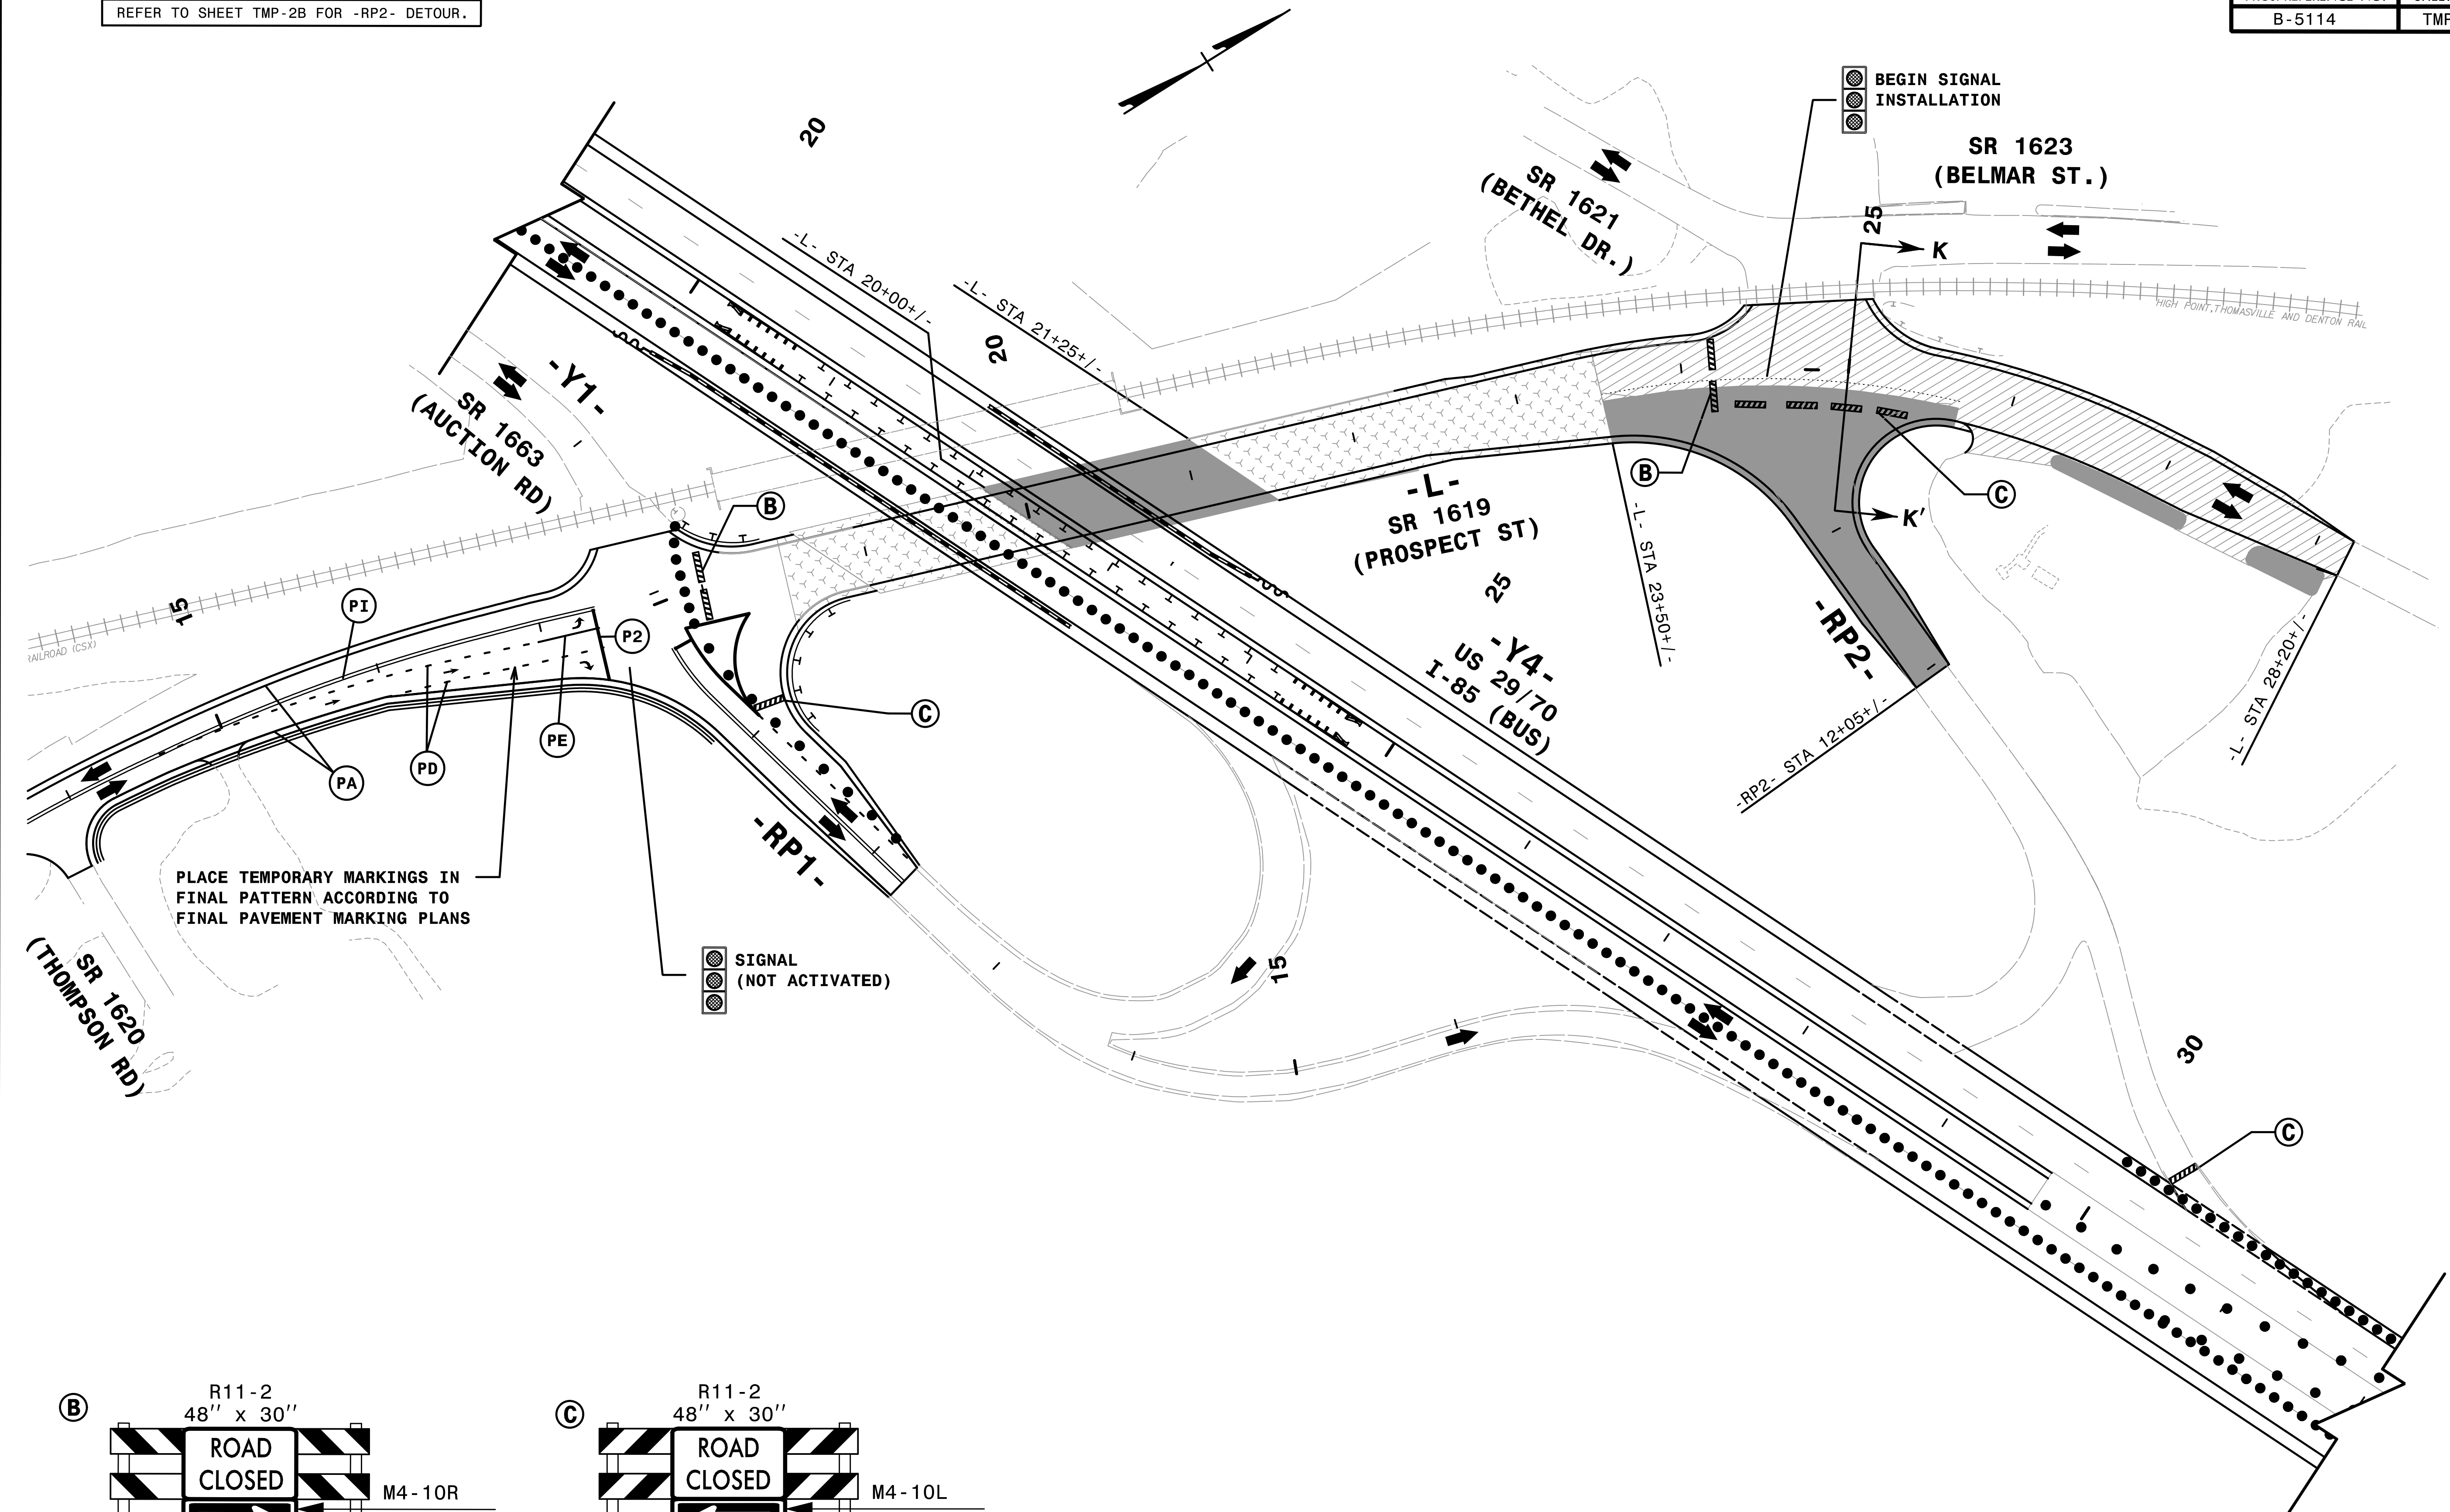 REFER TO SHEET TMP-2B FOR -RP2- DETOUR.
B-5114
BEGIN SIGNAL
INSTALLATION
SR 1623
(BELMAR ST.)
20
SR 1621
(BETHEL DR.)
25
K
-L- STA 20+00+/-
-L- STA 21+25+/-
20
HIGH POINT,THOMASVILLE AND DENTON RAIL
-Y1-
SR 1663
(AUCTION RD)
B
B
C
K'
-L-
SR 1619
(PROSPECT ST)
-L- STA 23+50+/-
25
-Y4-
US 29/70
I-85 (BUS)
-RP2-
-RP2- STA 12+05+/-
-L- STA 28+20+/-
15
PI
P2
PE
PD
PA
C
-RP1-
PLACE TEMPORARY MARKINGS IN
FINAL PATTERN ACCORDING TO
FINAL PAVEMENT MARKING PLANS
SR 1620
(THOMPSON RD)
SIGNAL
(NOT ACTIVATED)
15
30
C
B
R11-2
48'' x 30''
ROAD
CLOSED
M4-10R
C
R11-2
48'' x 30''
ROAD
CLOSED
M4-10L